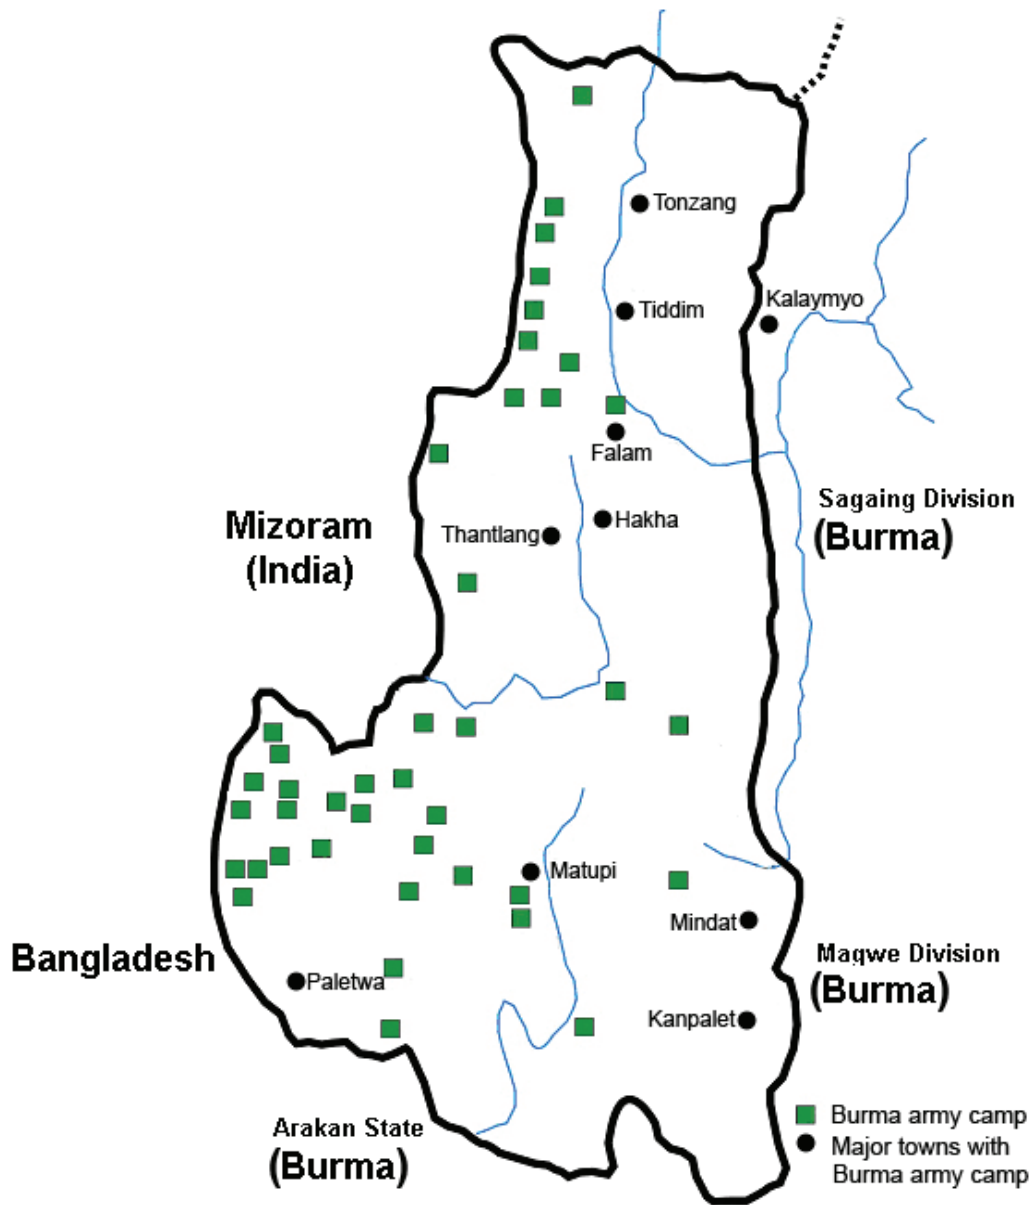 Tonzang
Kalaymyo
Tiddim
Falam
Sagaing Division
(Burma)
Mizoram
(India)
Hakha
Thantlang
Matupi
Mindat
Bangladesh
Maqwe Division
(Burma)
Paletwa
Kanpalet
Arakan State
(Burma)
Burma army camp
Major towns with
Burma army camp